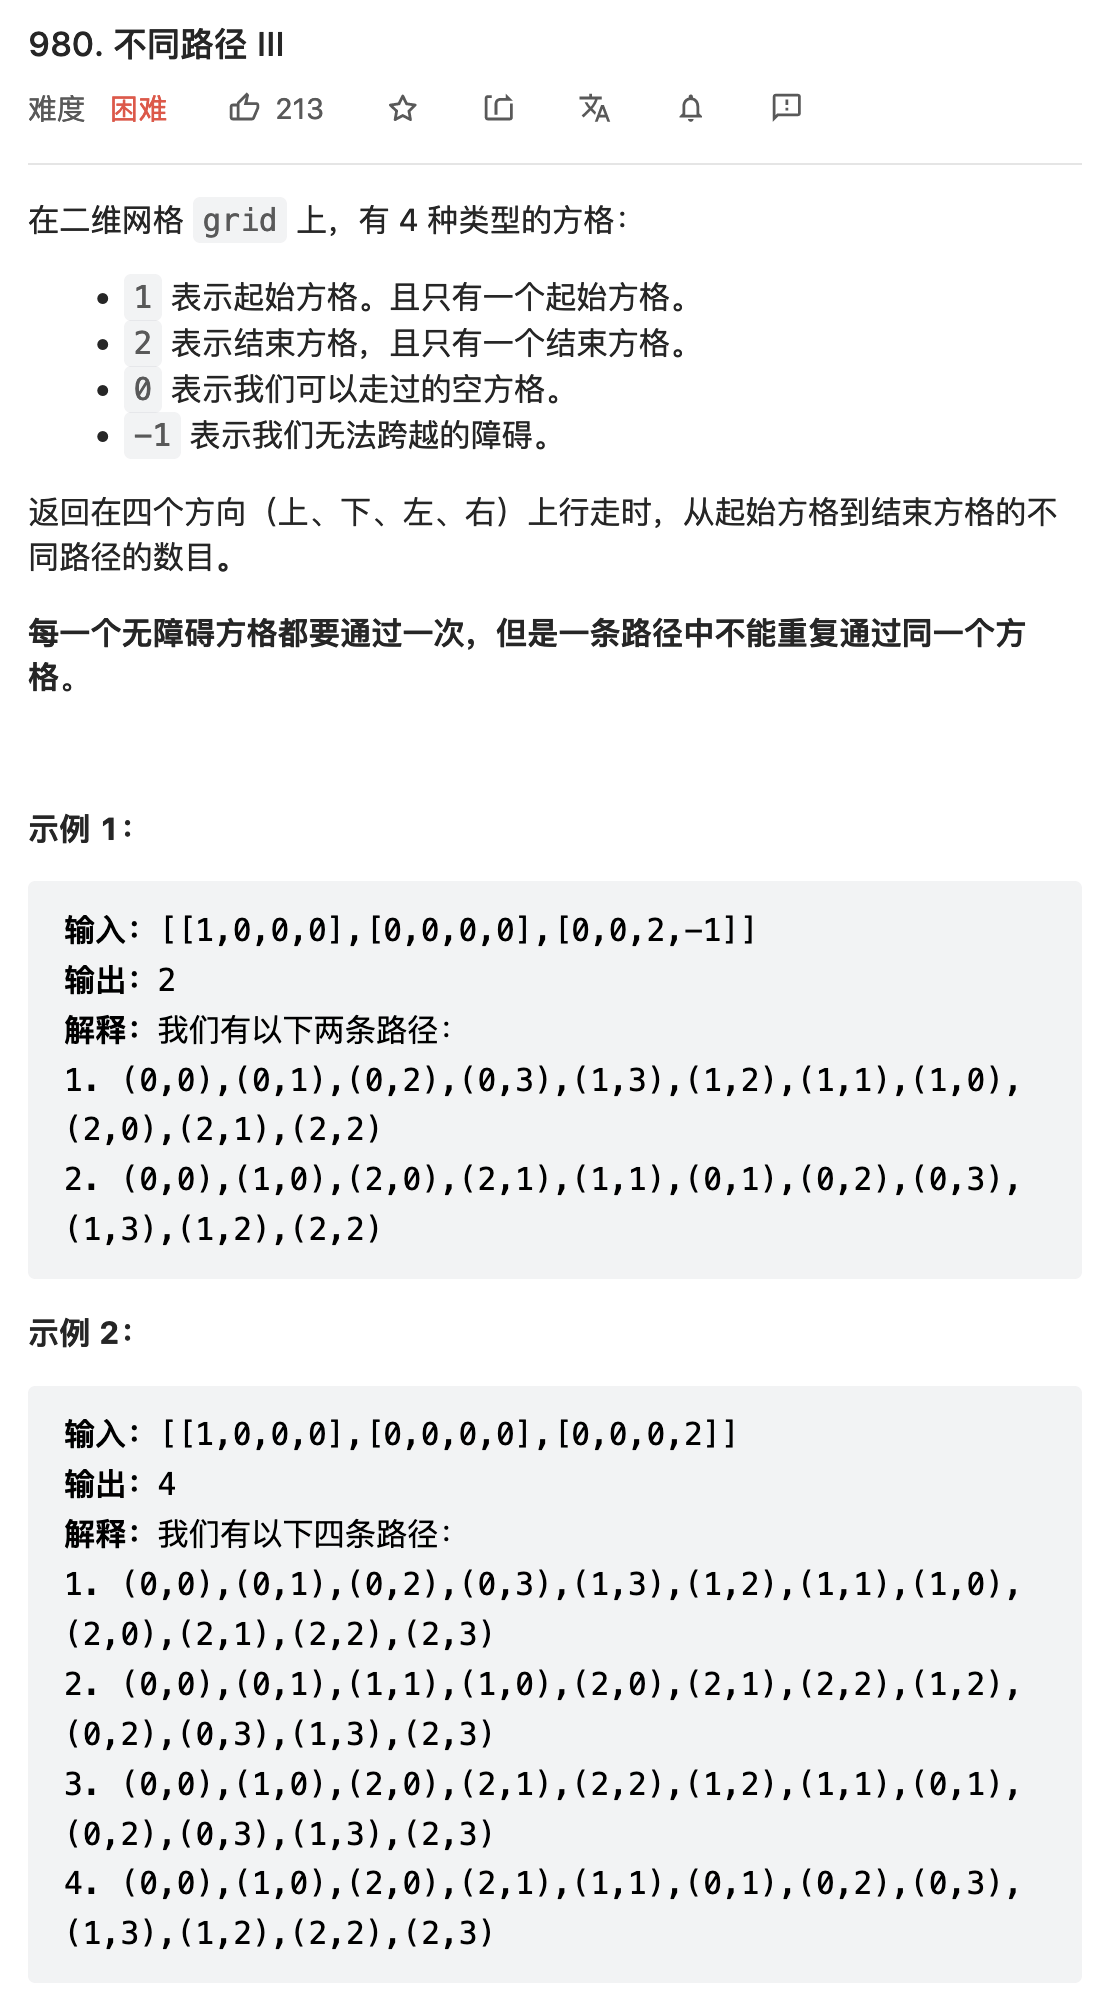 980. 不同路径 III
难度 困难 213
在二维网格 grid 上，有 4 种类型的方格：
1 表示起始方格。且只有一个起始方格。
2 表示结束方格，且只有一个结束方格。
0 表示我们可以走过的空方格。
-1 表示我们无法跨越的障碍。
返回在四个方向（上、下、左、右）上行走时，从起始方格到结束方格的不
同路径的数目。
每一个无障碍方格都要通过一次，但是一条路径中不能重复通过同一个方
格。
示例 1：
输入：[[1,0,0,0],[0,0,0,0],[0,0,2,-1]]
输出：2
解释：我们有以下两条路径：
1. (0,0),(0,1),(0,2),(0,3),(1,3),(1,2),(1,1),(1,0),
(2,0),(2,1),(2,2)
2. (0,0),(1,0),(2,0),(2,1),(1,1),(0,1),(0,2),(0,3),
(1,3),(1,2),(2,2)
示例 2：
输入：[[1,0,0,0],[0,0,0,0],[0,0,0,2]]
输出：4
解释：我们有以下四条路径：
1. (0,0),(0,1),(0,2),(0,3),(1,3),(1,2),(1,1),(1,0),
(2,0),(2,1),(2,2),(2,3)
2. (0,0),(0,1),(1,1),(1,0),(2,0),(2,1),(2,2),(1,2),
(0,2),(0,3),(1,3),(2,3)
3. (0,0),(1,0),(2,0),(2,1),(2,2),(1,2),(1,1),(0,1),
(0,2),(0,3),(1,3),(2,3)
4. (0,0),(1,0),(2,0),(2,1),(1,1),(0,1),(0,2),(0,3),
(1,3),(1,2),(2,2),(2,3)